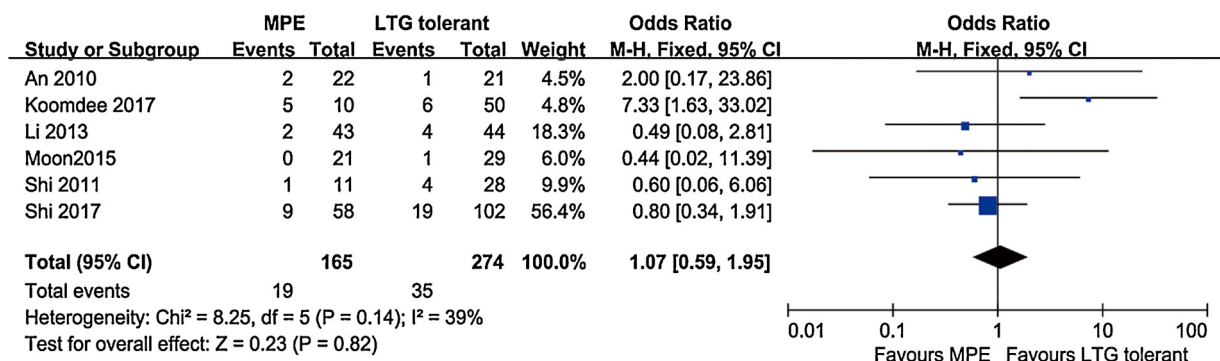 MPE LTG tolerant Odds Ratio Odds Ratio
Study or Subgroup Events Total Events Total Weight M-H, Fixed, 95% CI M-H, Fixed, 95% CI
An 2010 2 22 1 21 4.5% 2.00 [0.17, 23.86]
Koomdee 2017 5 10 6 50 4.8% 7.33 [1.63, 33.02]
Li 2013 2 43 4 44 18.3% 0.49 [0.08, 2.81]
Moon2015 0 21 1 29 6.0% 0.44 [0.02, 11.39]
Shi 2011 1 11 4 28 9.9% 0.60 [0.06, 6.06]
Shi 2017 9 58 19 102 56.4% 0.80 [0.34, 1.91]
Total (95% CI) 165 274 100.0% 1.07 [0.59, 1.95]
Total events 19 35
Heterogeneity: Chi² = 8.25, df = 5 (P = 0.14); I² = 39%
Test for overall effect: Z = 0.23 (P = 0.82)
0.01 0.1 1 10 100
Favours MPE Favours LTG tolerant